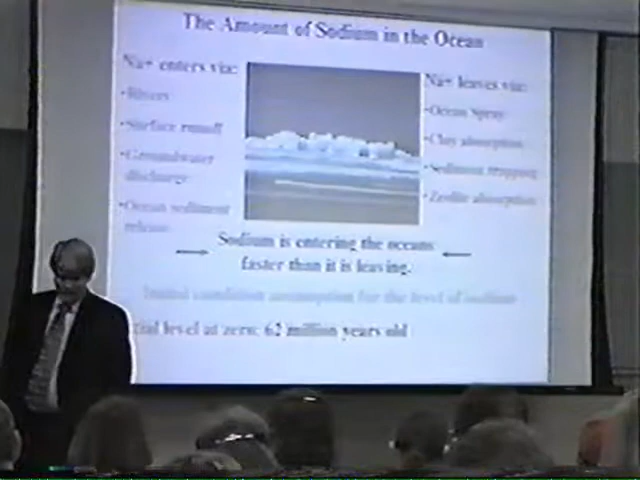 The Amount of Sodium in the Ocean
Na+ enters via:
•Rivers
•Surface runoff
•Groundwater
discharge
•Ocean sediment
release
Na+ leaves via:
•Ocean Spray
•Clay absorption
•Sediment trapping
•Zeolite absorption
Sodium is entering the oceans
faster than it is leaving.
Initial condition assumption for the level of sodium
tial level at zero: 62 million years old